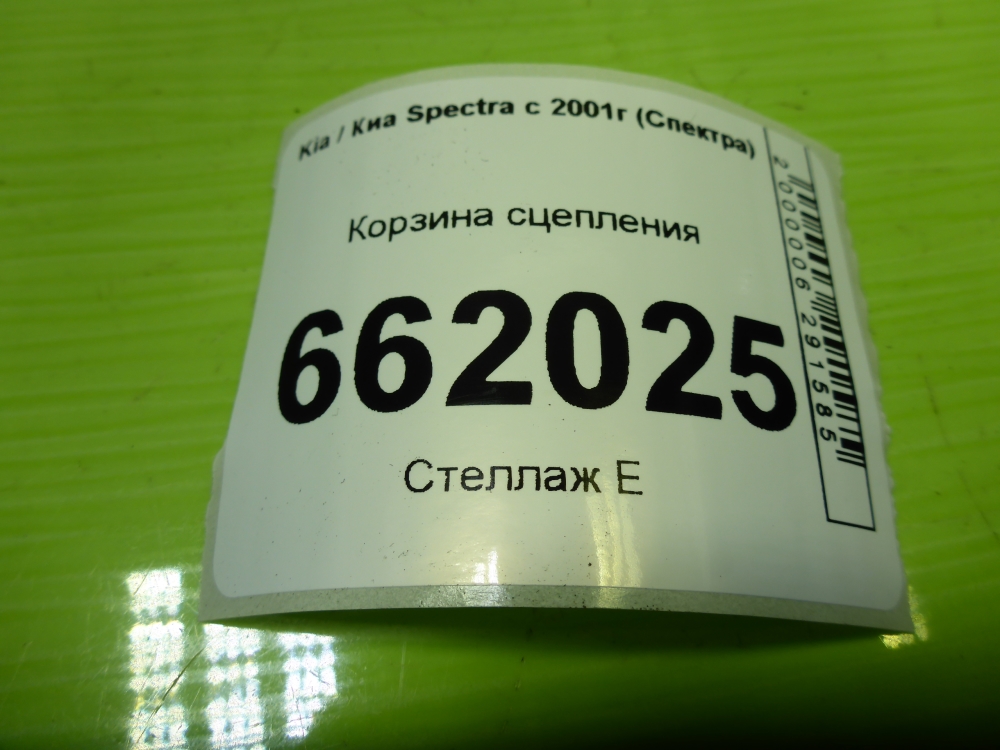 Kia / Киа Spectra с 2001г (Спектра)
Корзина сцепления
662025
Стеллаж Е
2000006291585